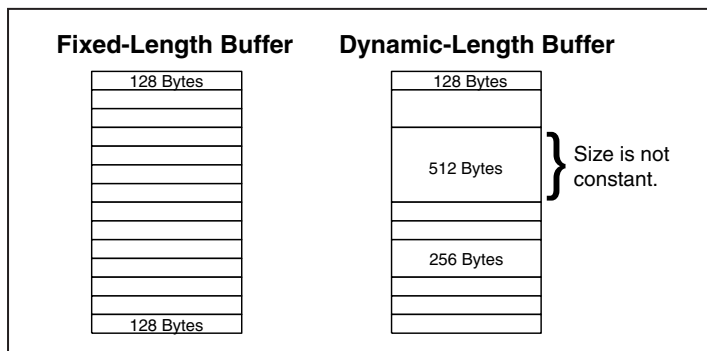 Fixed-Length Buffer
128 Bytes
128 Bytes
Dynamic-Length Buffer
128 Bytes
512 Bytes
256 Bytes
Size is not
constant.